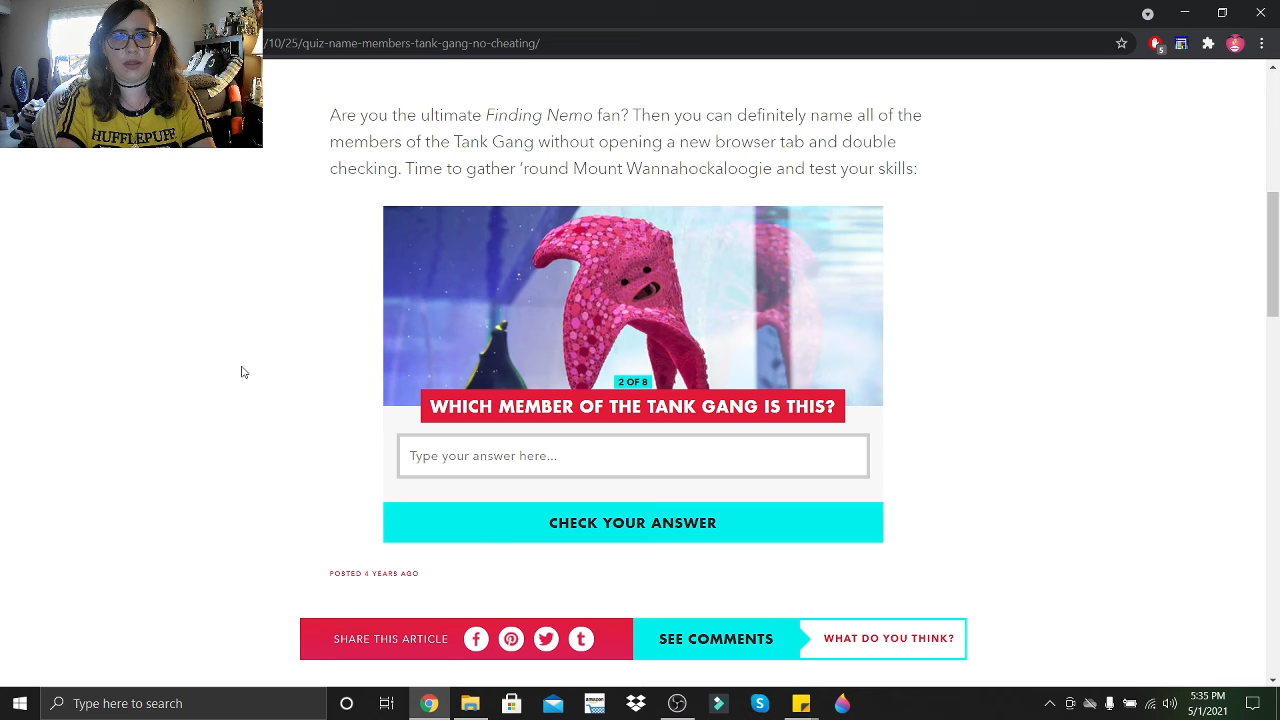 /10/25/quiz-name-members-tank-gang-no-cheating/
5
HUFFLEPUFF
Are you the ultimate Finding Nemo fan? Then you can definitely name all of the
members of the Tank Gang without opening a new browser tab and double
checking. Time to gather ‘round Mount Wannahockaloogie and test your skills:
2 OF 8
WHICH MEMBER OF THE TANK GANG IS THIS?
Type your answer here...
CHECK YOUR ANSWER
POSTED 4 YEARS AGO
SHARE THIS ARTICLE
SEE COMMENTS
WHAT DO YOU THINK?
Type here to search
amazon
5:35 PM
5/1/2021